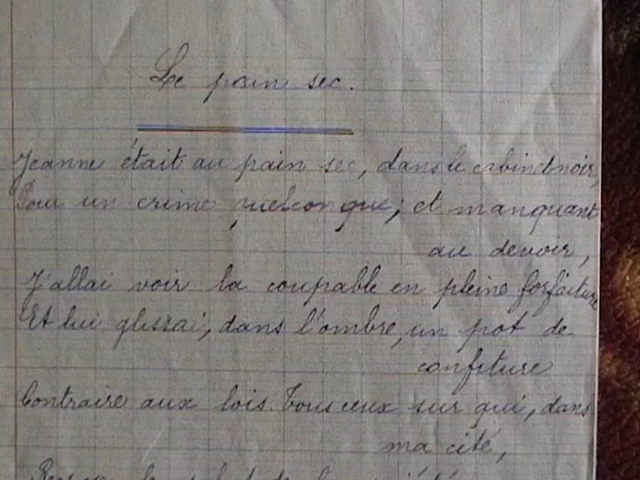 Le pain sec.
Jeanne était au pain sec, dans le cabinet noir,
Pour un crime quelconque; et manquant
au devoir,
J'allai voir la coupable en pleine forfaiture
Et lui glissai, dans l'ombre, un pot de
confiture
Contraire aux lois. Tous ceux sur qui, dans
ma cité,